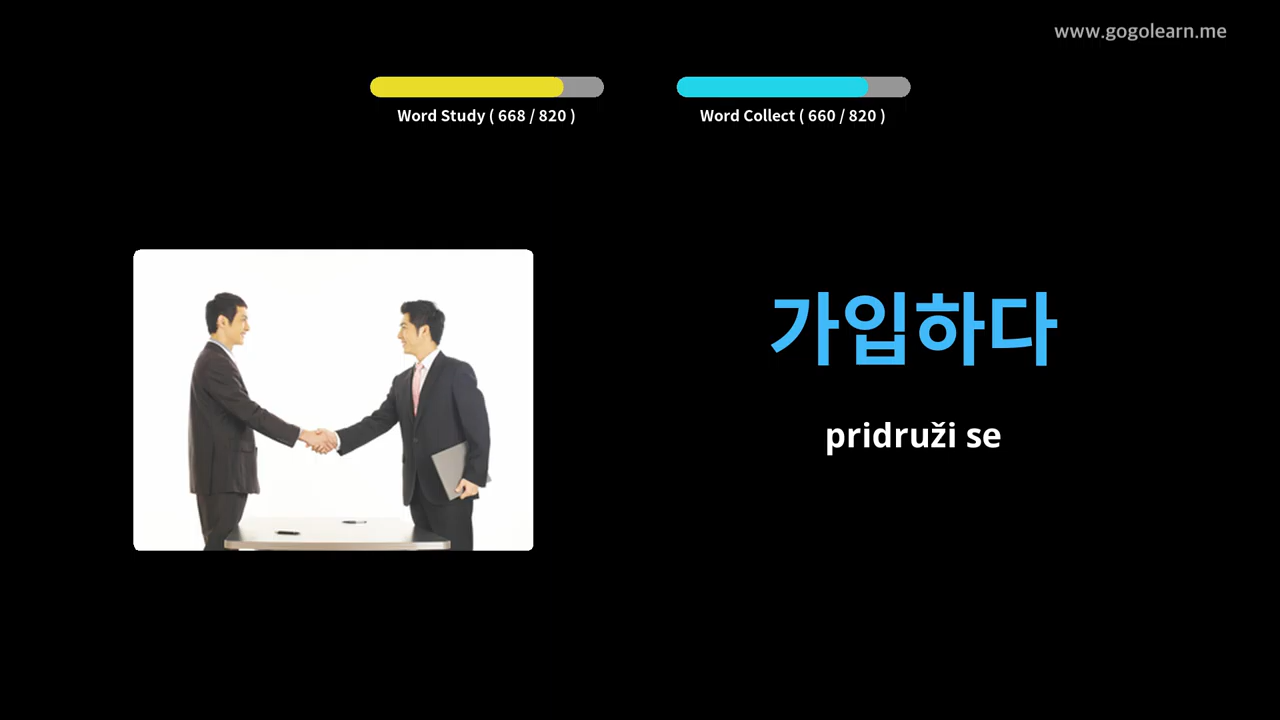 www.gogolearn.me
Word Study ( 668 / 820 )
Word Collect ( 660 / 820 )
가입하다
pridruži se